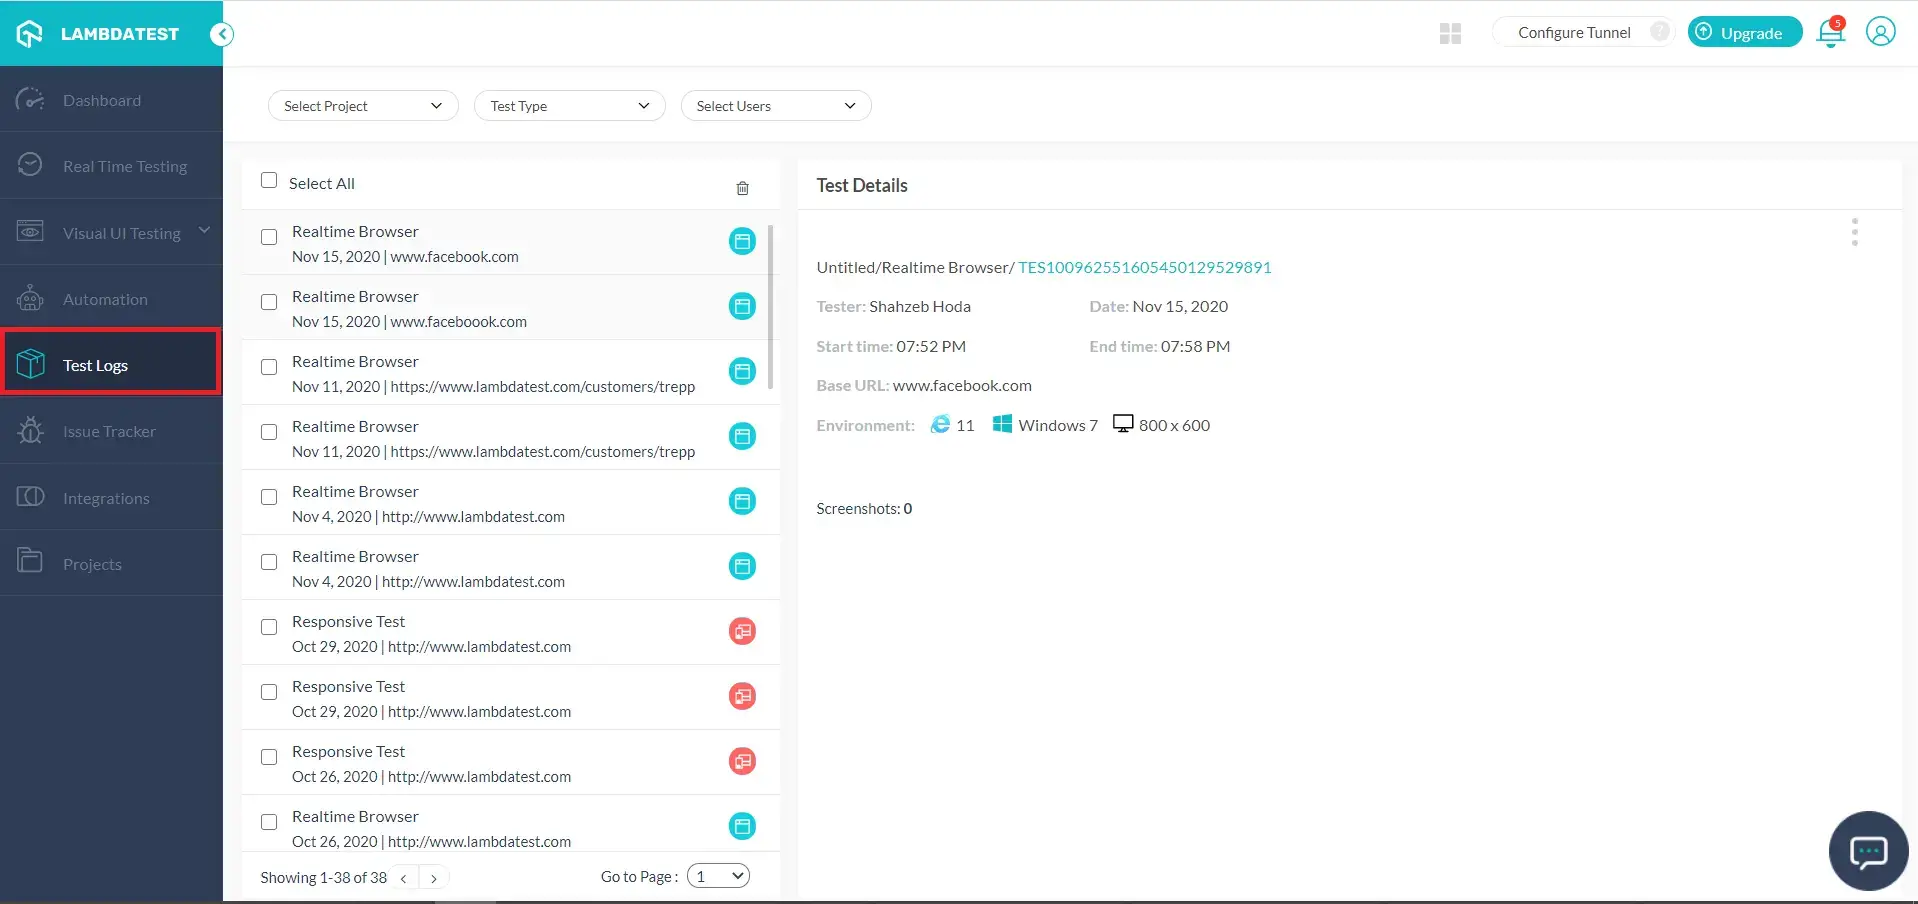 LAMBDATEST
Configure Tunnel ?
Upgrade
5
Dashboard
Real Time Testing
Visual UI Testing
Automation
Test Logs
Issue Tracker
Integrations
Projects
Select Project
Test Type
Select Users
Select All
Realtime Browser
Nov 15, 2020 | www.facebook.com
Realtime Browser
Nov 15, 2020 | www.faceboook.com
Realtime Browser
Nov 11, 2020 | https://www.lambdatest.com/customers/trepp
Realtime Browser
Nov 11, 2020 | https://www.lambdatest.com/customers/trepp
Realtime Browser
Nov 4, 2020 | http://www.lambdatest.com
Realtime Browser
Nov 4, 2020 | http://www.lambdatest.com
Responsive Test
Oct 29, 2020 | http://www.lambdatest.com
Responsive Test
Oct 29, 2020 | http://www.lambdatest.com
Responsive Test
Oct 26, 2020 | http://www.lambdatest.com
Realtime Browser
Oct 26, 2020 | http://www.lambdatest.com
Showing 1-38 of 38 < >
Go to Page : 1
Test Details
Untitled/Realtime Browser/ TES100962551605450129529891
Tester: Shahzeb Hoda
Date: Nov 15, 2020
Start time: 07:52 PM
End time: 07:58 PM
Base URL: www.facebook.com
Environment: 11 Windows 7 800 x 600
Screenshots: 0